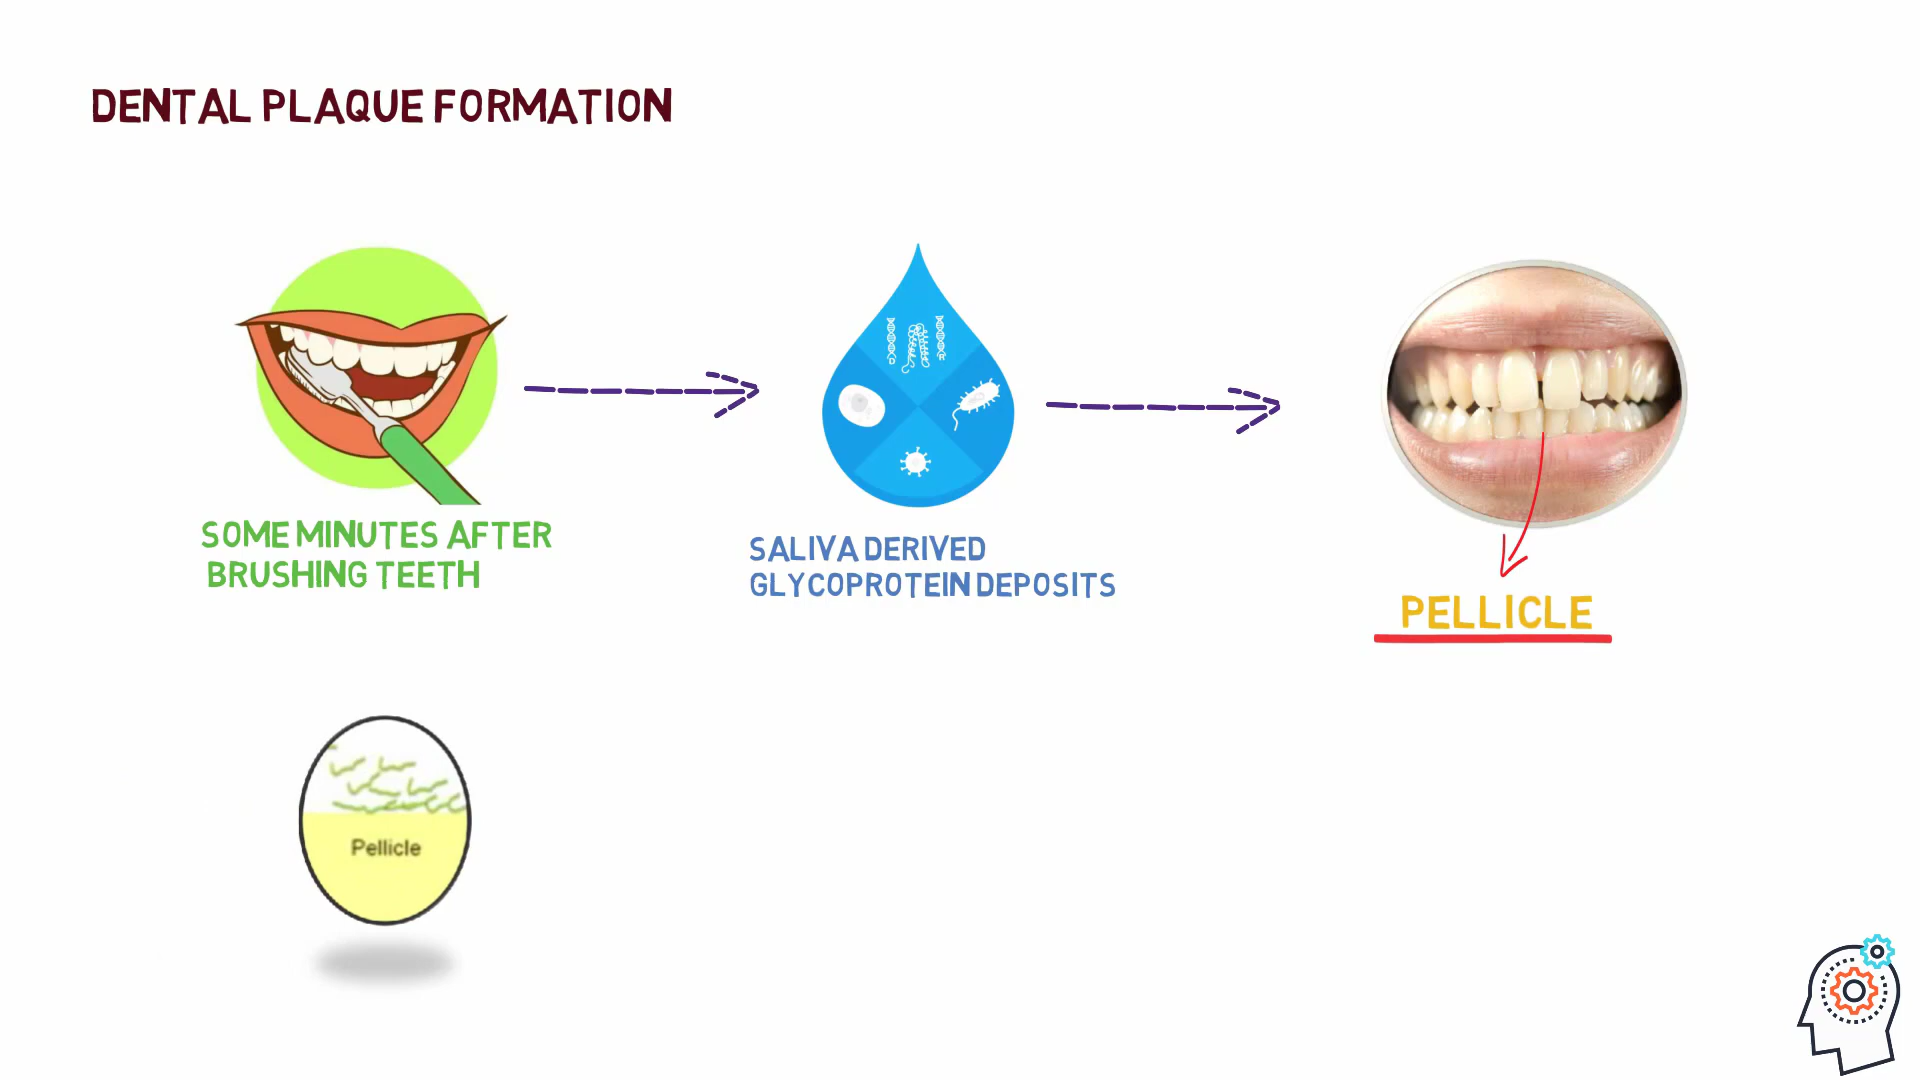 DENTAL PLAQUE FORMATION
SOME MINUTES AFTER
BRUSHING TEETH
SALIVA DERIVED
GLYCOPROTEIN DEPOSITS
PELLICLE
Pellicle